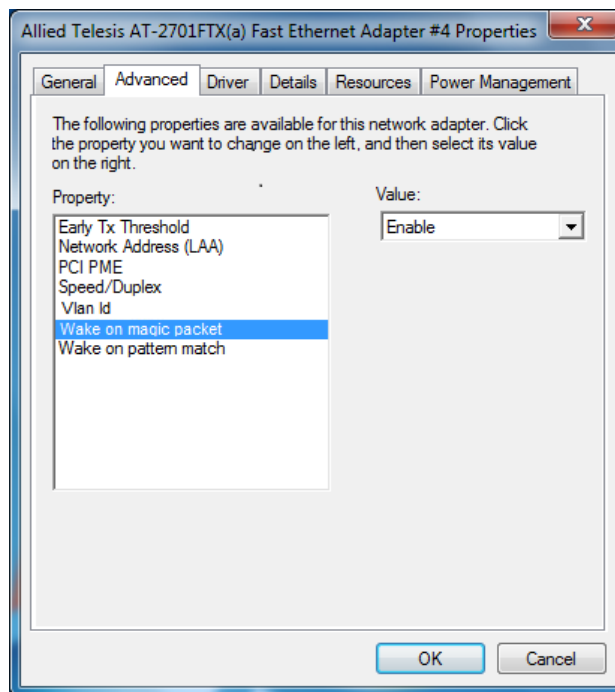 Allied Telesis AT-2701FTX(a) Fast Ethernet Adapter #4 Properties
General Advanced Driver Details Resources Power Management
The following properties are available for this network adapter. Click
the property you want to change on the left, and then select its value
on the right.
Property:
Value:
Early Tx Threshold
Network Address (LAA)
PCI PME
Speed/Duplex
Vlan Id
Wake on magic packet
Wake on pattern match
Enable
OK
Cancel